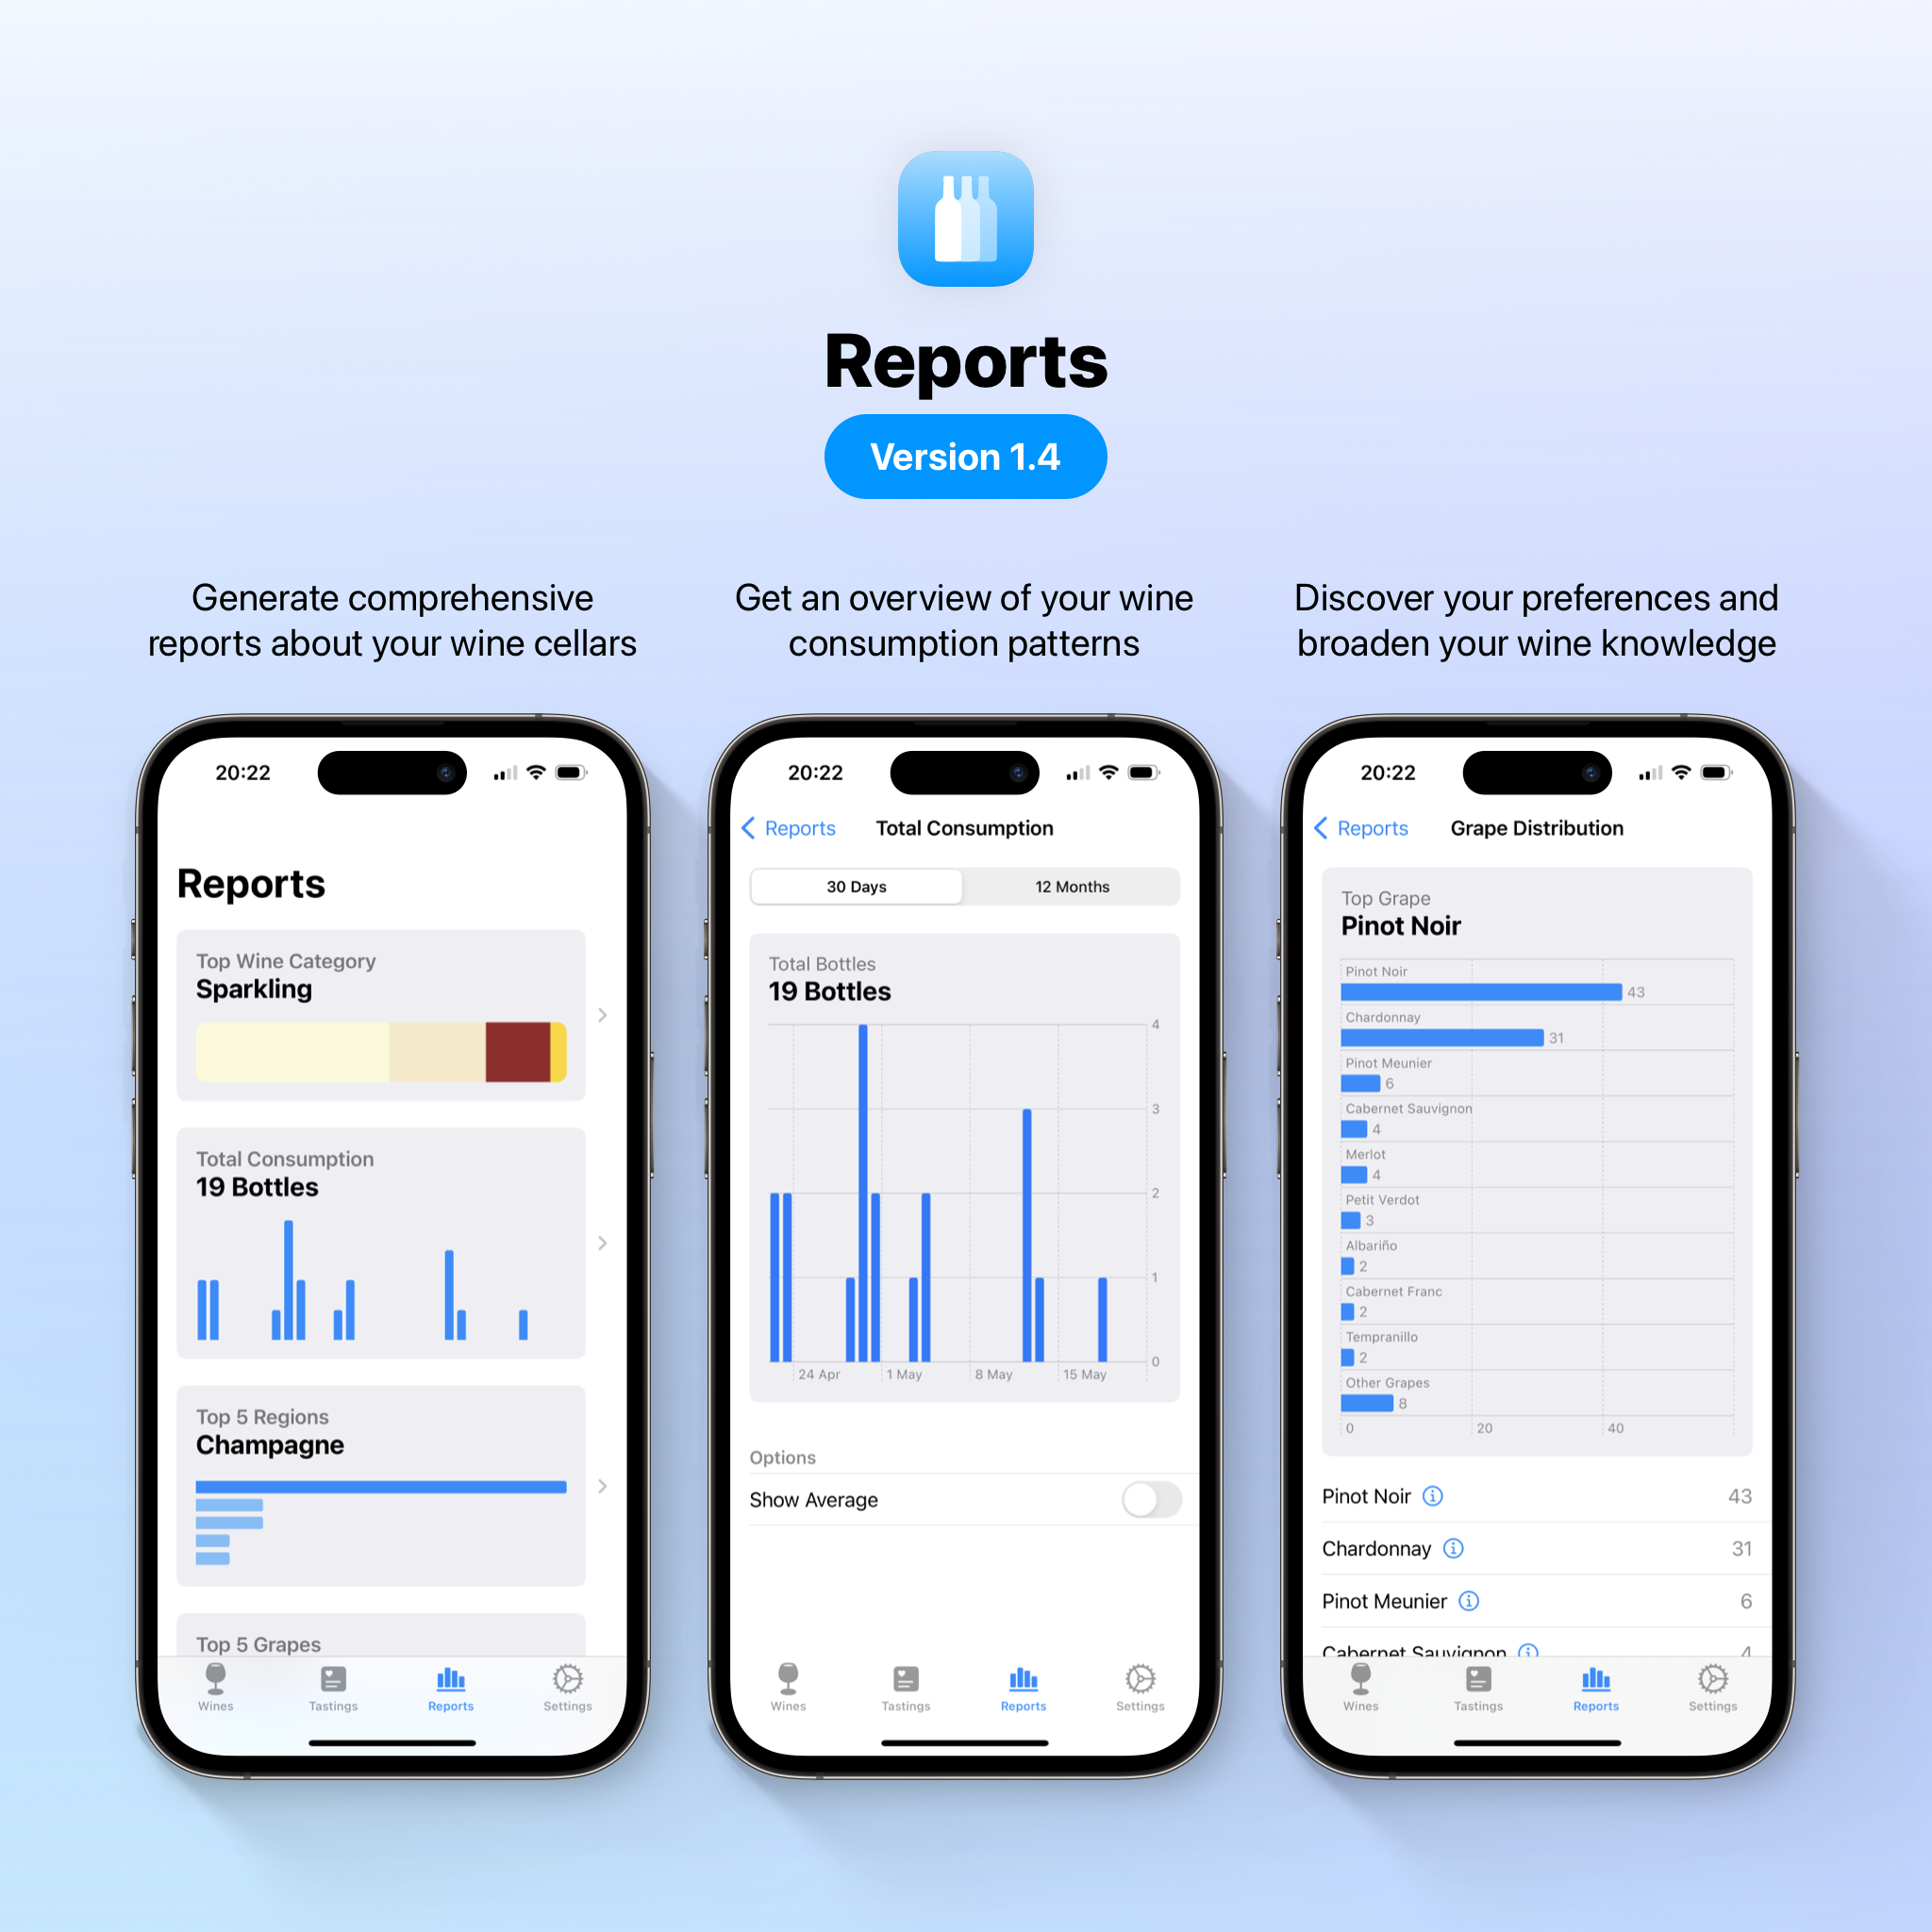 Reports
Version 1.4
Generate comprehensive
reports about your wine cellars
20:22
Reports
Top Wine Category
Sparkling
Total Consumption
19 Bottles
Top 5 Regions
Champagne
Top 5 Grapes
Wines
Tastings
Reports
Settings
Get an overview of your wine
consumption patterns
20:22
Reports
Total Consumption
30 Days
12 Months
Total Bottles
19 Bottles
4
3
2
1
0
24 Apr
1 May
8 May
15 May
Options
Show Average
Wines
Tastings
Reports
Settings
Discover your preferences and
broaden your wine knowledge
20:22
Reports
Grape Distribution
Top Grape
Pinot Noir
Pinot Noir
43
Chardonnay
31
Pinot Meunier
6
Cabernet Sauvignon
4
Merlot
4
Petit Verdot
3
Albariño
2
Cabernet Franc
2
Tempranillo
2
Other Grapes
8
0
20
40
Pinot Noir
43
Chardonnay
31
Pinot Meunier
6
Cabernet Sauvignon
4
Wines
Tastings
Reports
Settings